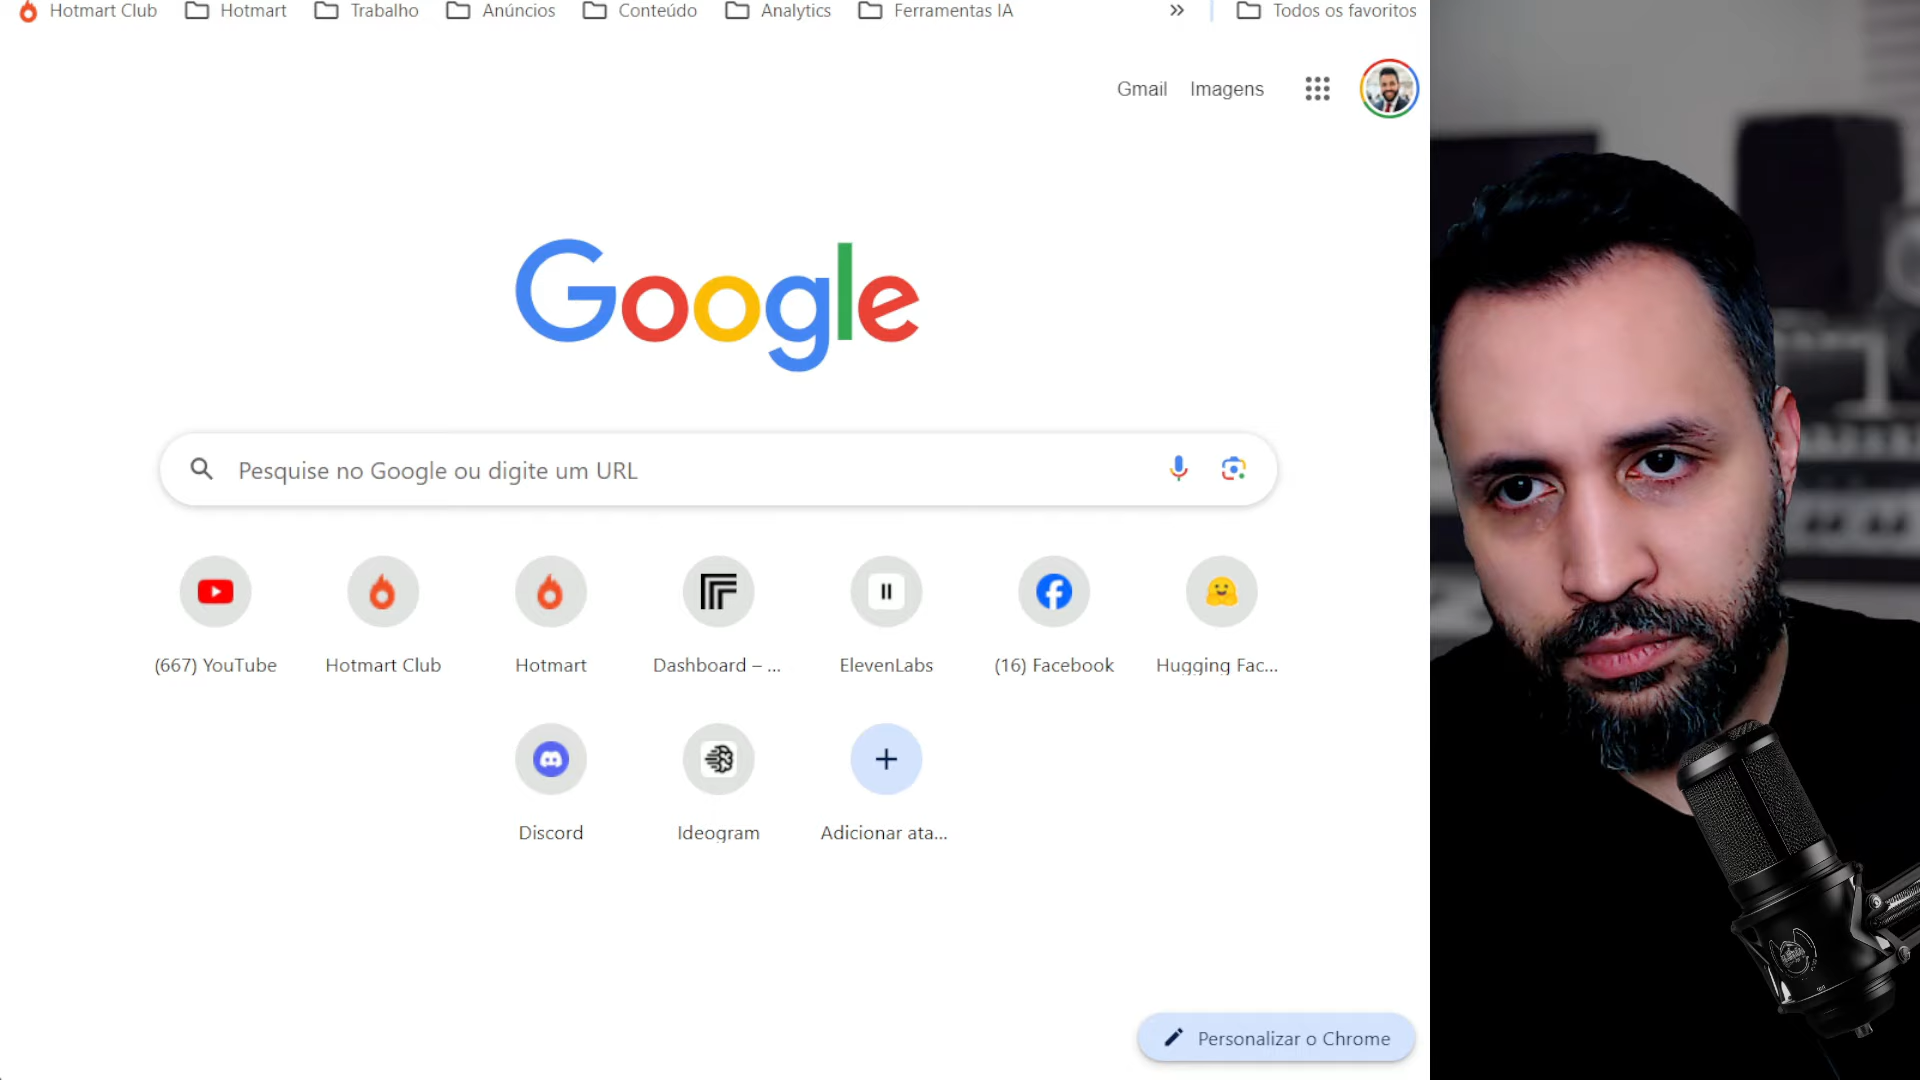 Hotmart Club Hotmart Trabalho Anúncios Conteúdo Analytics Ferramentas IA » Todos os favoritos
Gmail Imagens
Google
Pesquise no Google ou digite um URL
(667) YouTube Hotmart Club Hotmart Dashboard – ... ElevenLabs (16) Facebook Hugging Fac...
Discord Ideogram Adicionar ata...
Personalizar o Chrome